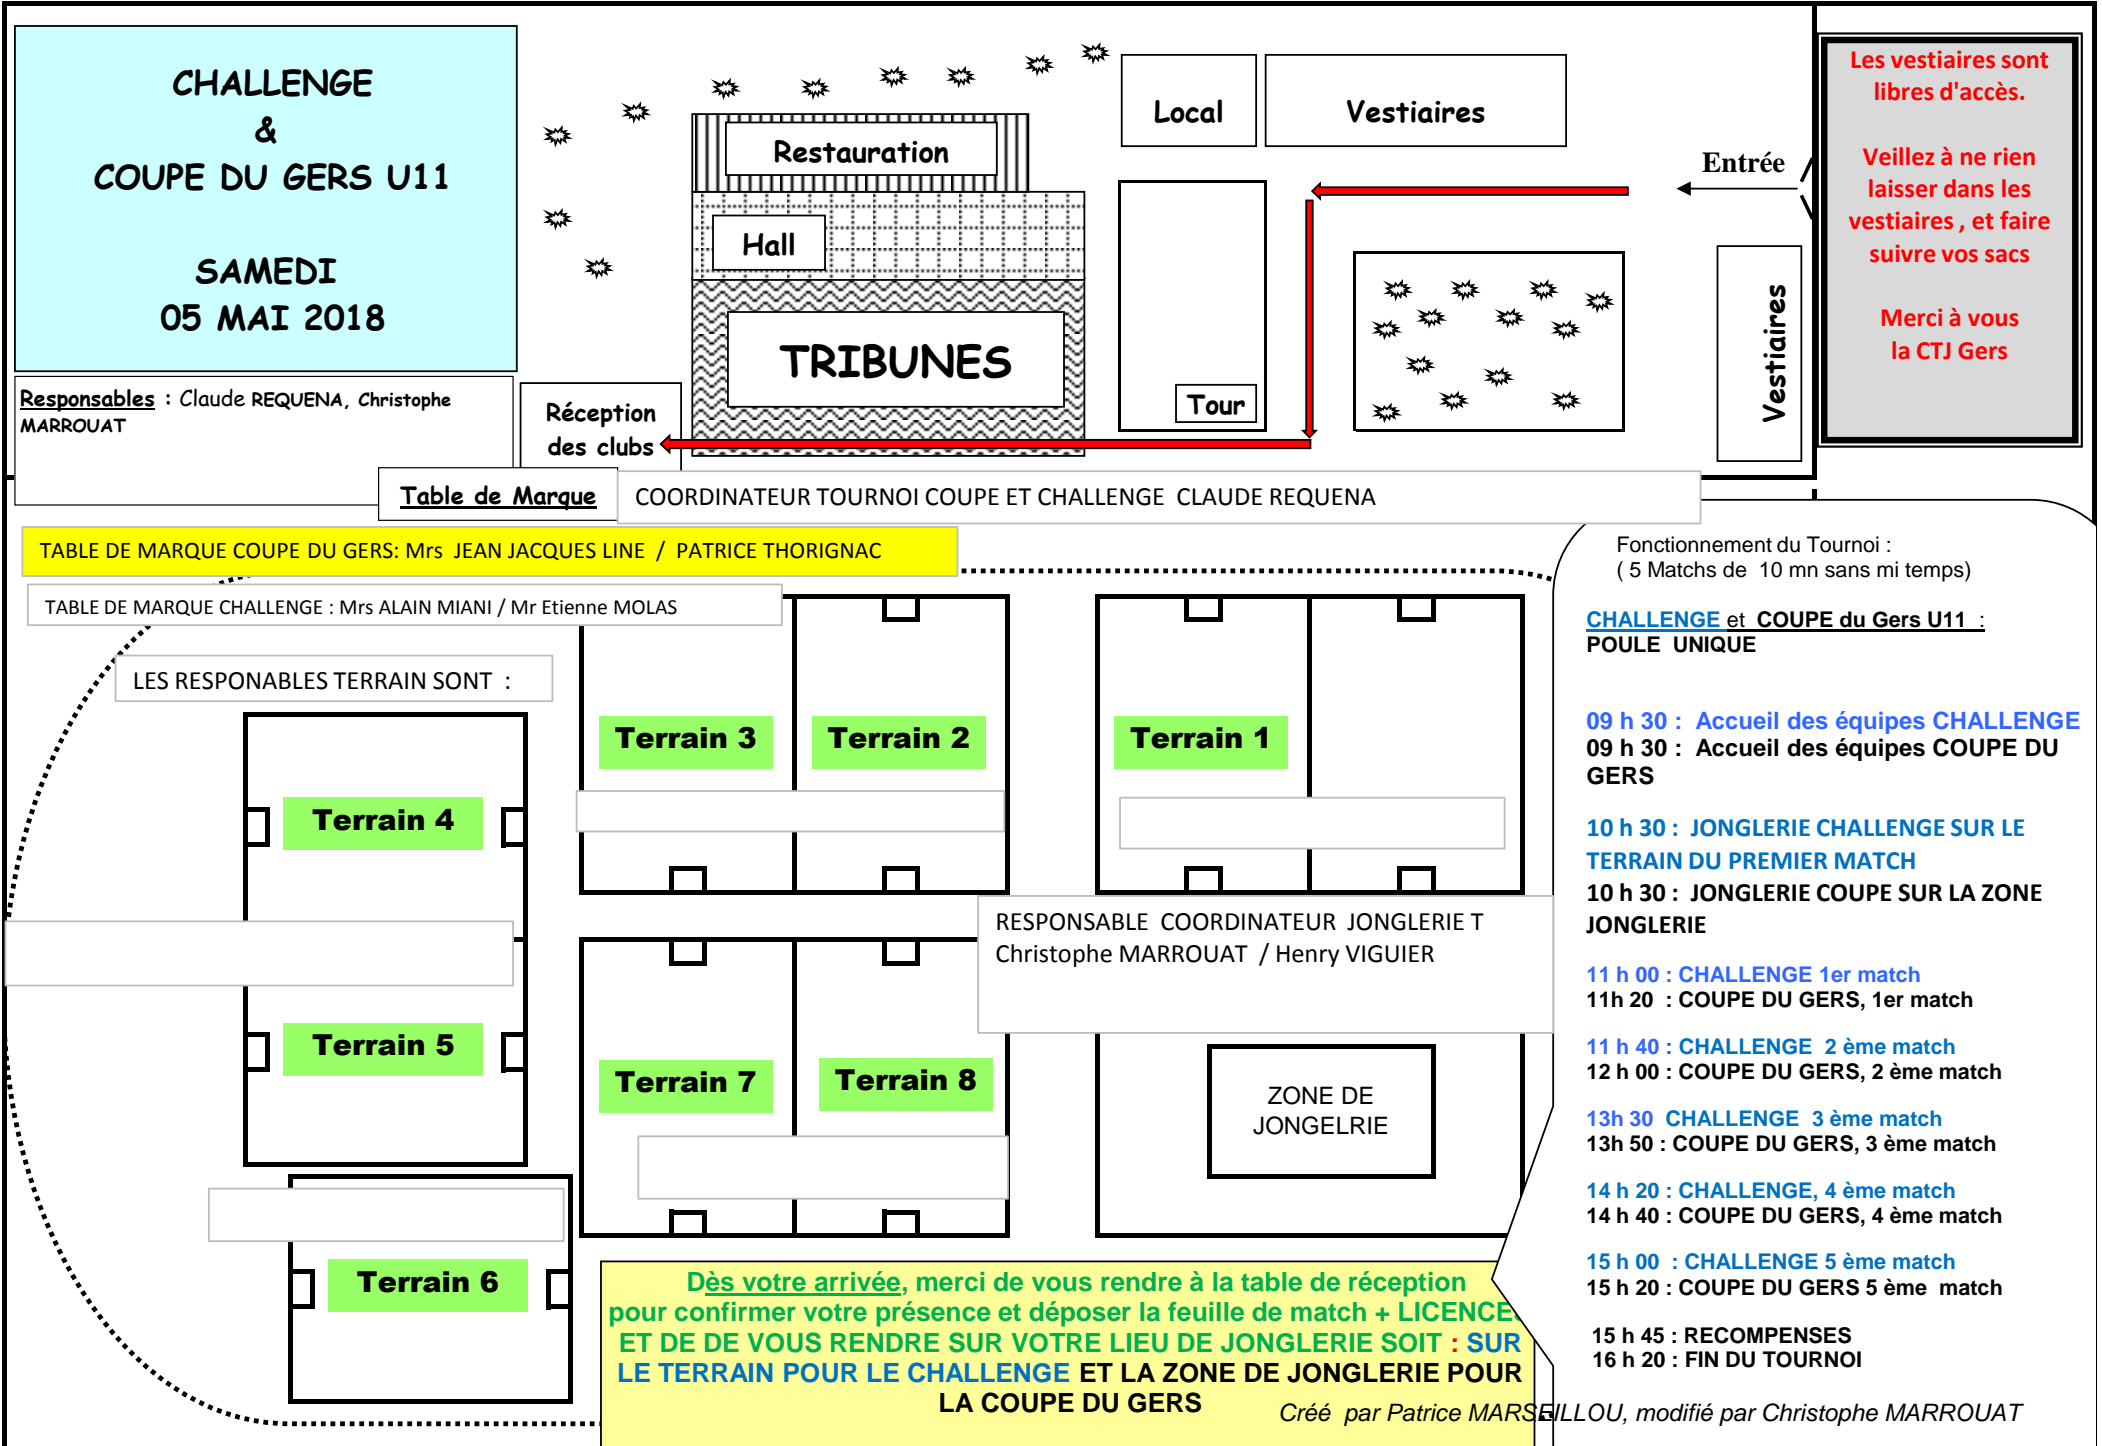 CHALLENGE
&
COUPE DU GERS U11
SAMEDI
05 MAI 2018
Responsables : Claude REQUENA, Christophe
MARROUAT
Restauration
Hall
TRIBUNES
Réception
des clubs
Local
Vestiaires
Tour
Entrée
Vestiaires
Les vestiaires sont
libres d'accès.
Veillez à ne rien
laisser dans les
vestiaires , et faire
suivre vos sacs
Merci à vous
la CTJ Gers
Table de Marque
COORDINATEUR TOURNOI COUPE ET CHALLENGE CLAUDE REQUENA
TABLE DE MARQUE COUPE DU GERS: Mrs JEAN JACQUES LINE / PATRICE THORIGNAC
TABLE DE MARQUE CHALLENGE : Mrs ALAIN MIANI / Mr Etienne MOLAS
LES RESPONABLES TERRAIN SONT :
Terrain 3
Terrain 2
Terrain 1
Terrain 4
RESPONSABLE COORDINATEUR JONGLERIE T
Christophe MARROUAT / Henry VIGUIER
Terrain 5
Terrain 7
Terrain 8
ZONE DE
JONGELRIE
Terrain 6
Dès votre arrivée, merci de vous rendre à la table de réception
pour confirmer votre présence et déposer la feuille de match + LICENCES
ET DE DE VOUS RENDRE SUR VOTRE LIEU DE JONGLERIE SOIT : SUR
LE TERRAIN POUR LE CHALLENGE ET LA ZONE DE JONGLERIE POUR
LA COUPE DU GERS
Fonctionnement du Tournoi :
( 5 Matchs de 10 mn sans mi temps)
CHALLENGE et COUPE du Gers U11 :
POULE UNIQUE
09 h 30 : Accueil des équipes CHALLENGE
09 h 30 : Accueil des équipes COUPE DU
GERS
10 h 30 : JONGLERIE CHALLENGE SUR LE
TERRAIN DU PREMIER MATCH
10 h 30 : JONGLERIE COUPE SUR LA ZONE
JONGLERIE
11 h 00 : CHALLENGE 1er match
11h 20 : COUPE DU GERS, 1er match
11 h 40 : CHALLENGE 2 ème match
12 h 00 : COUPE DU GERS, 2 ème match
13h 30 CHALLENGE 3 ème match
13h 50 : COUPE DU GERS, 3 ème match
14 h 20 : CHALLENGE, 4 ème match
14 h 40 : COUPE DU GERS, 4 ème match
15 h 00 : CHALLENGE 5 ème match
15 h 20 : COUPE DU GERS 5 ème match
15 h 45 : RECOMPENSES
16 h 20 : FIN DU TOURNOI
Créé par Patrice MARSEILLOU, modifié par Christophe MARROUAT